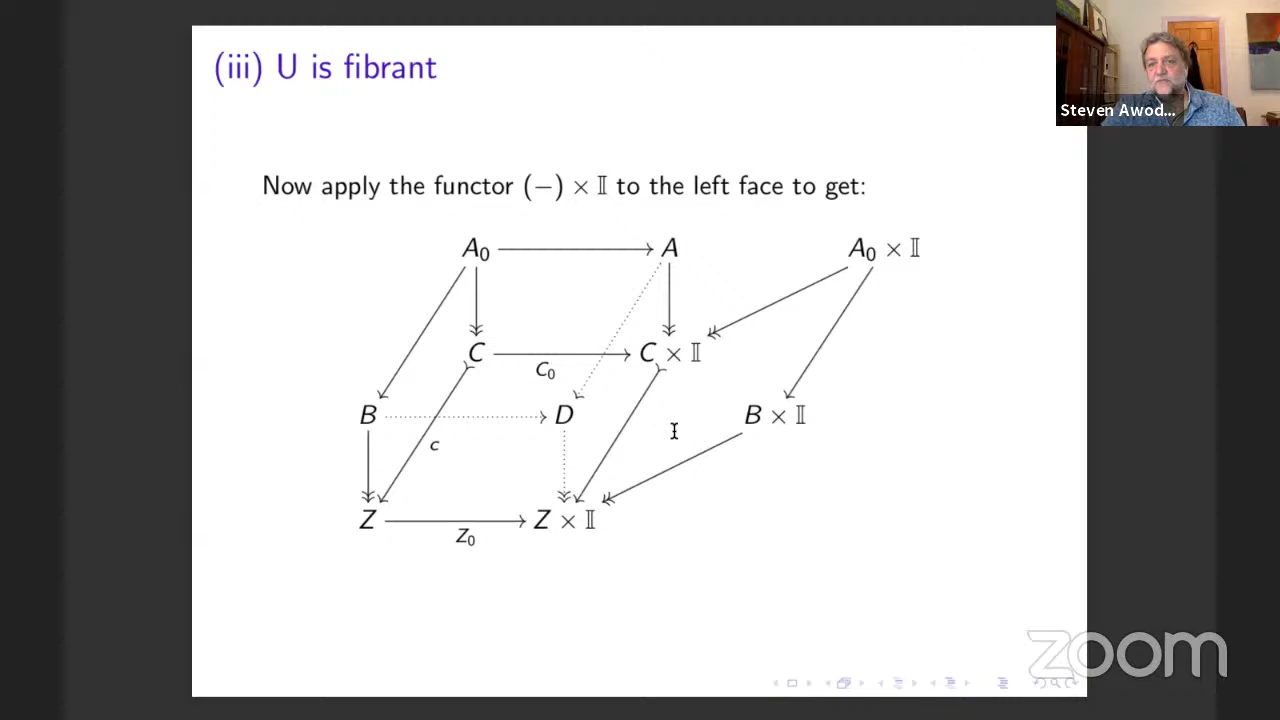 (iii) U is fibrant
Steven Awod...
Now apply the functor (−) × 𝕀 to the left face to get:
A₀ A A₀ × 𝕀
C C₀ C × 𝕀
B D B × 𝕀
c
Z Z₀ Z × 𝕀
zoom